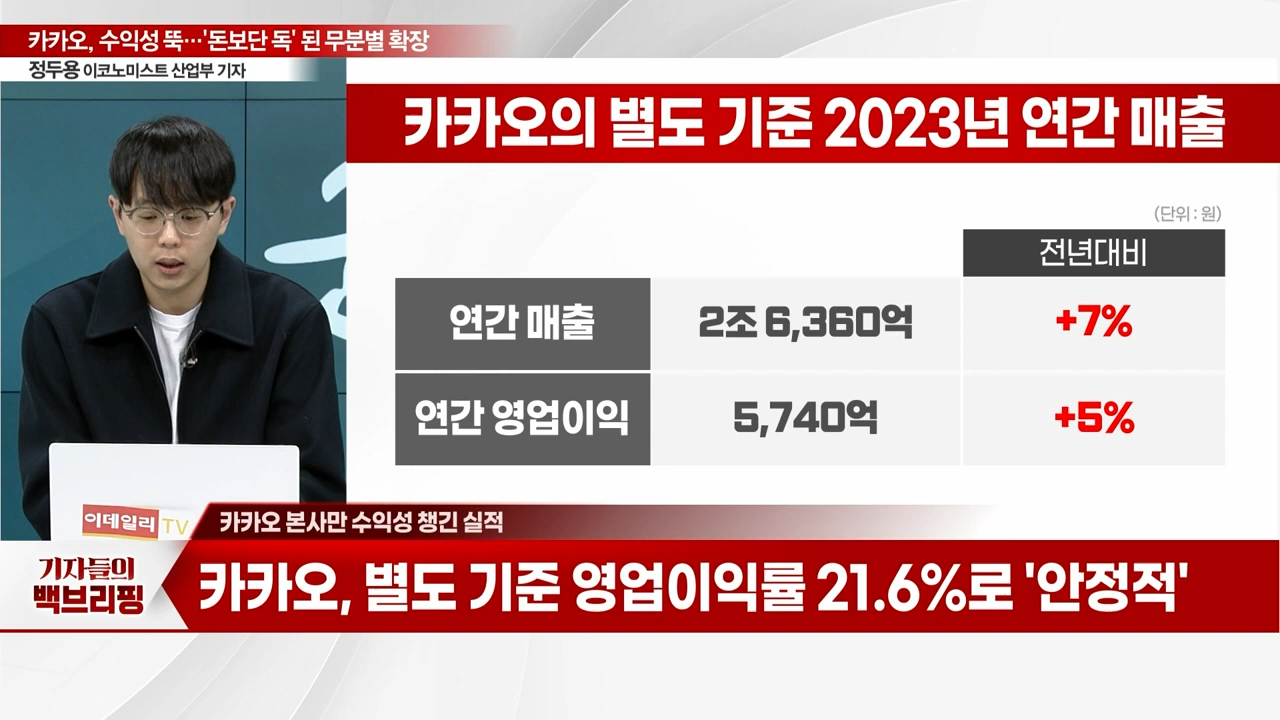 카카오, 수익성 뚝…'돈보단 독' 된 무분별 확장
정두용 이코노미스트 산업부 기자
카카오의 별도 기준 2023년 연간 매출
(단위 : 원)
전년대비
연간 매출 2조 6,360억 +7%
연간 영업이익 5,740억 +5%
이데일리 TV
카카오 본사만 수익성 챙긴 실적
기자들의
백브리핑
카카오, 별도 기준 영업이익률 21.6%로 '안정적'